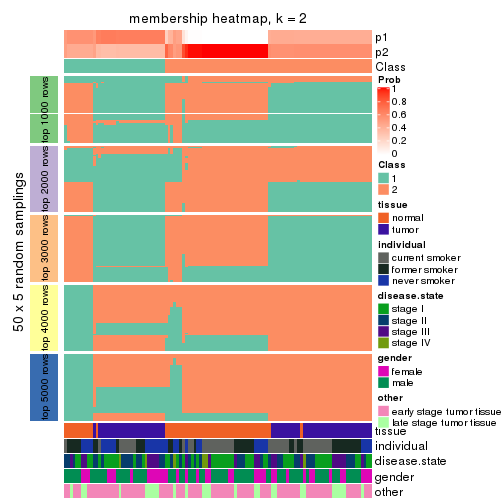 membership heatmap, k = 2
p1
p2
Class
50 x 5 random samplings
top 1000 rows
top 2000 rows
top 3000 rows
top 4000 rows
top 5000 rows
tissue
individual
disease.state
gender
other
Prob
1
0.8
0.6
0.4
0.2
0
Class
1
2
tissue
normal
tumor
individual
current smoker
former smoker
never smoker
disease.state
stage I
stage II
stage III
stage IV
gender
female
male
other
early stage tumor tissue
late stage tumor tissue